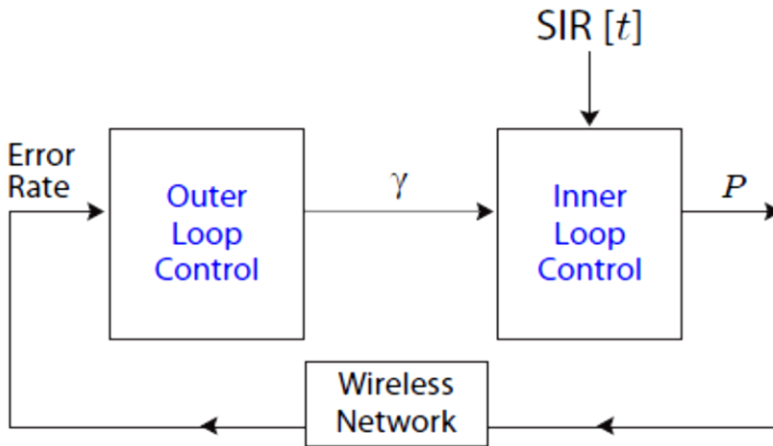 SIR [t]
Error
Rate
Outer
Loop
Control
γ
Inner
Loop
Control
P
Wireless
Network